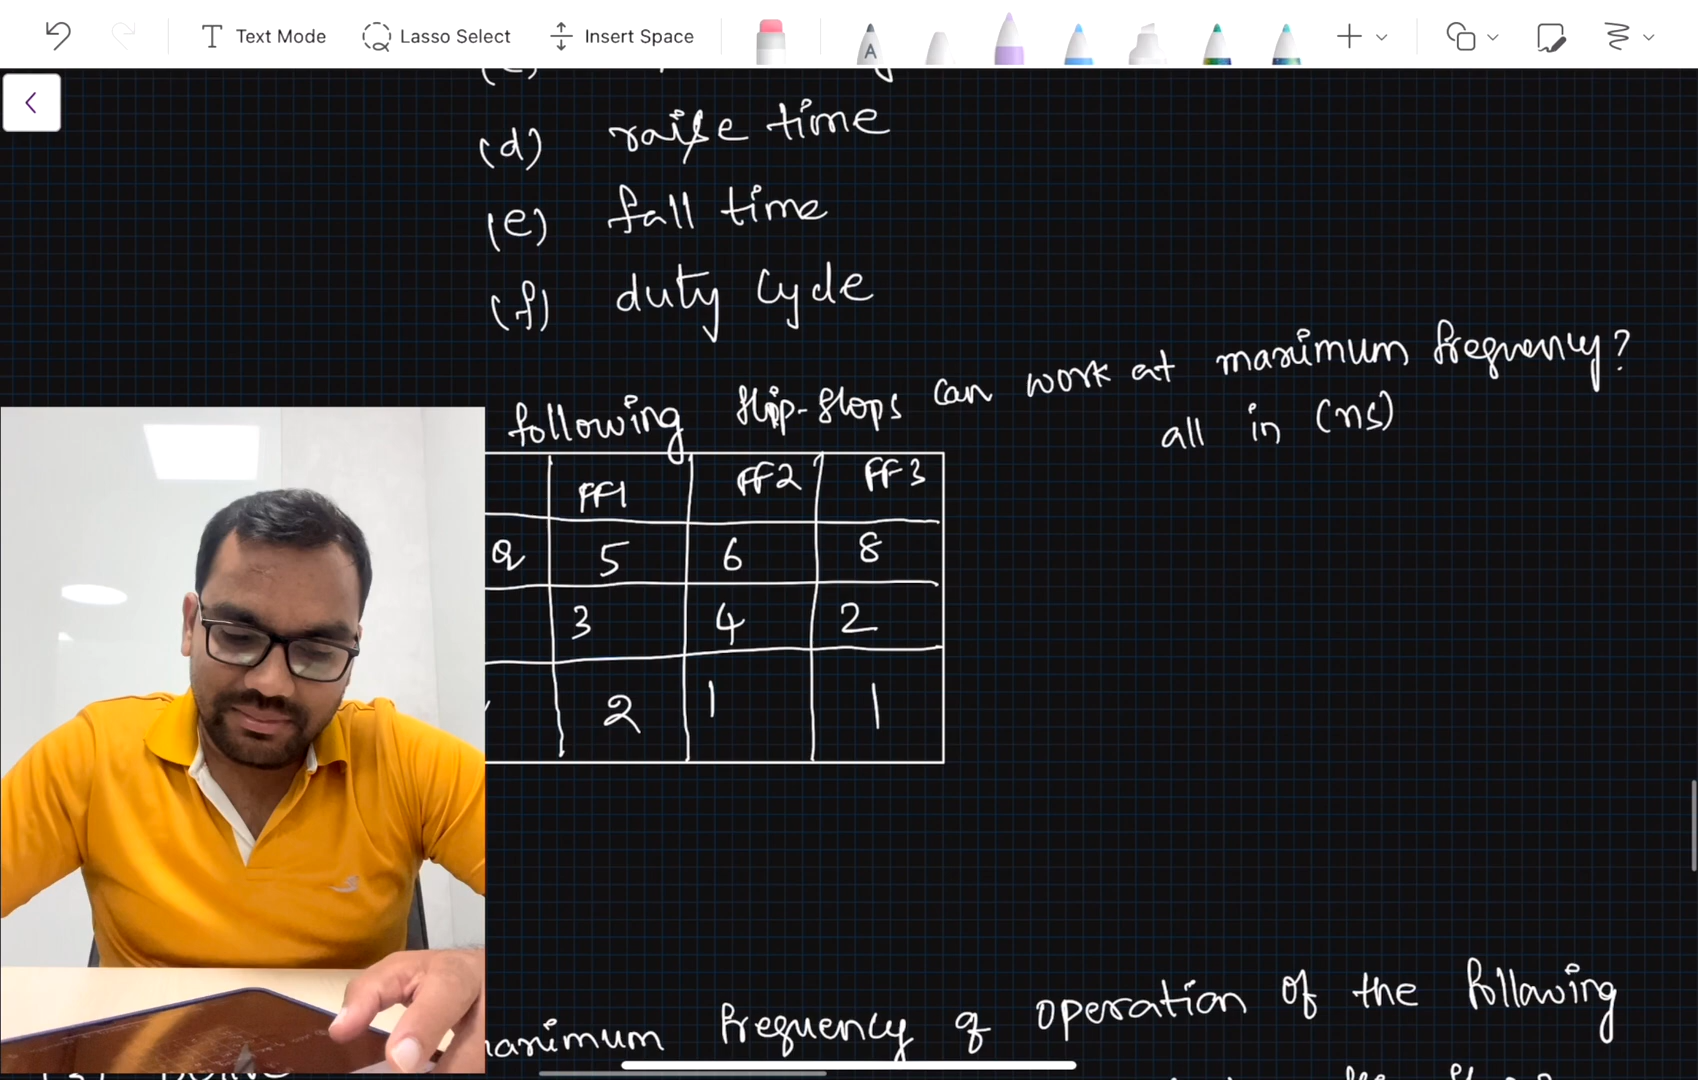 Text Mode
Lasso Select
Insert Space
A
(d) raise time
(e) fall time
(f) duty cycle
following flip-flops can work at maximum frequency?
all in (ns)
FF1 FF2 FF3
Q 5 6 8
3 4 2
2 1 1
maximum frequency of operation of the following